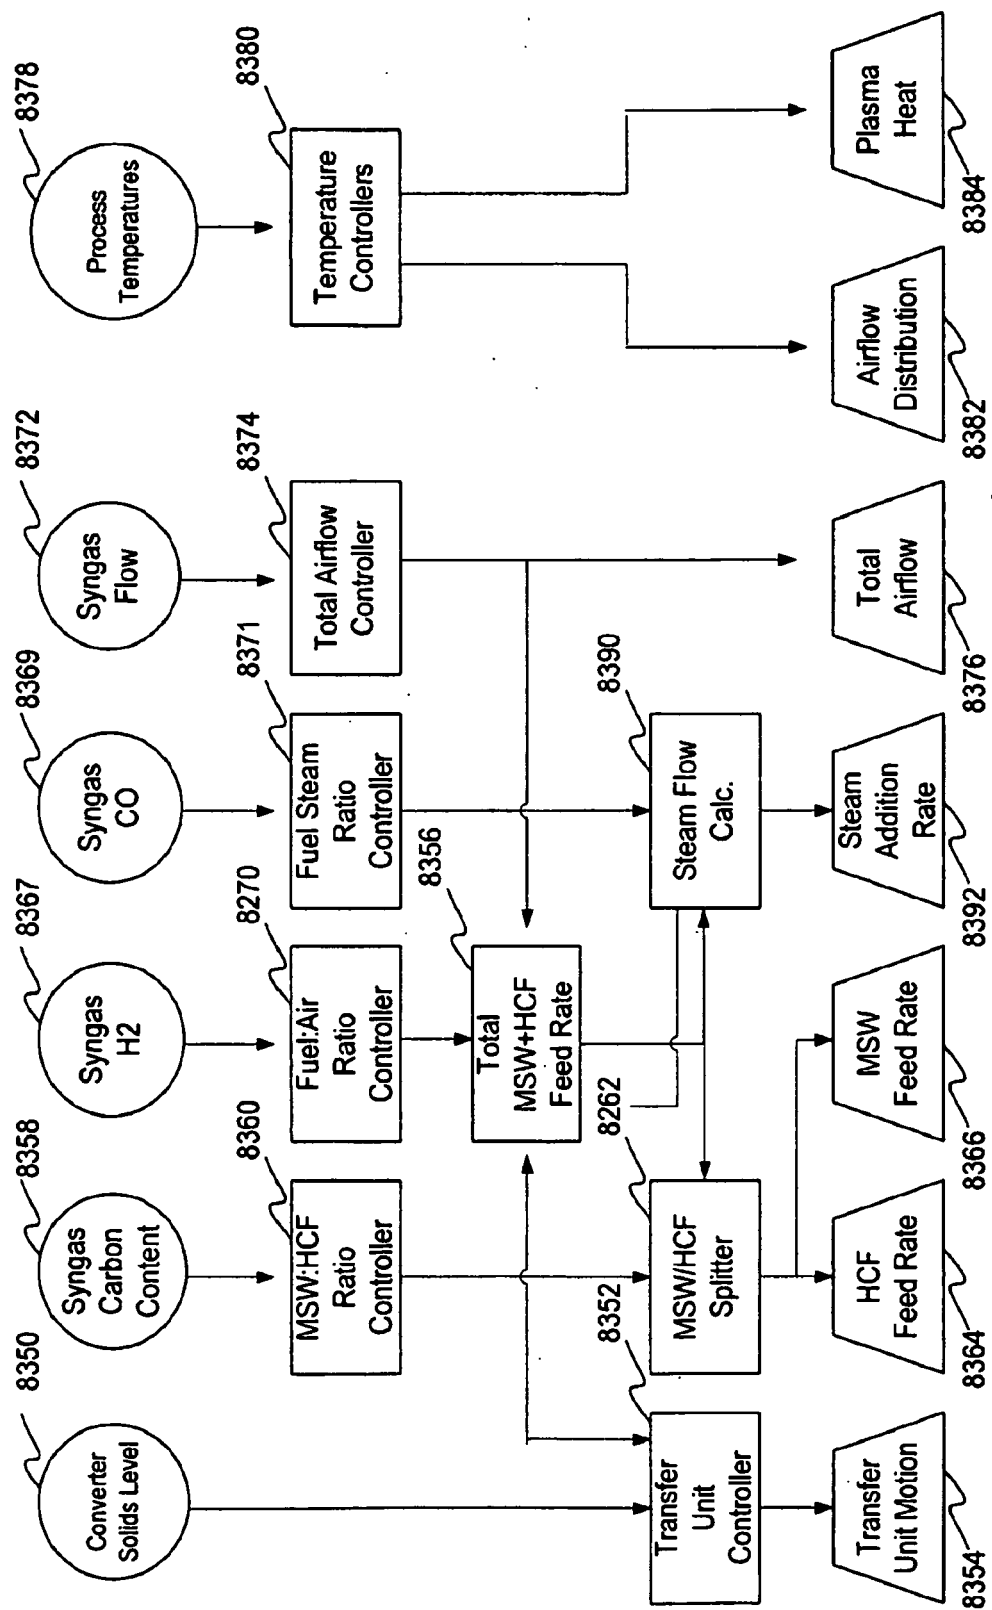 8350
8358
8367
8369
8372
8378
Converter
Solids Level
Syngas
Carbon
Content
Syngas
H2
Syngas
CO
Syngas
Flow
Process
Temperatures
8360
8270
8371
8374
8380
MSW:HCF
Ratio
Controller
Fuel:Air
Ratio
Controller
Fuel Steam
Ratio
Controller
Total Airflow
Controller
Temperature
Controllers
8356
Total
MSW+HCF
Feed Rate
8352
8262
8390
Transfer
Unit
Controller
MSW/HCF
Splitter
Steam Flow
Calc.
Transfer
Unit Motion
HCF
Feed Rate
MSW
Feed Rate
Steam
Addition
Rate
Total
Airflow
Airflow
Distribution
Plasma
Heat
8354
8364
8366
8392
8376
8382
8384